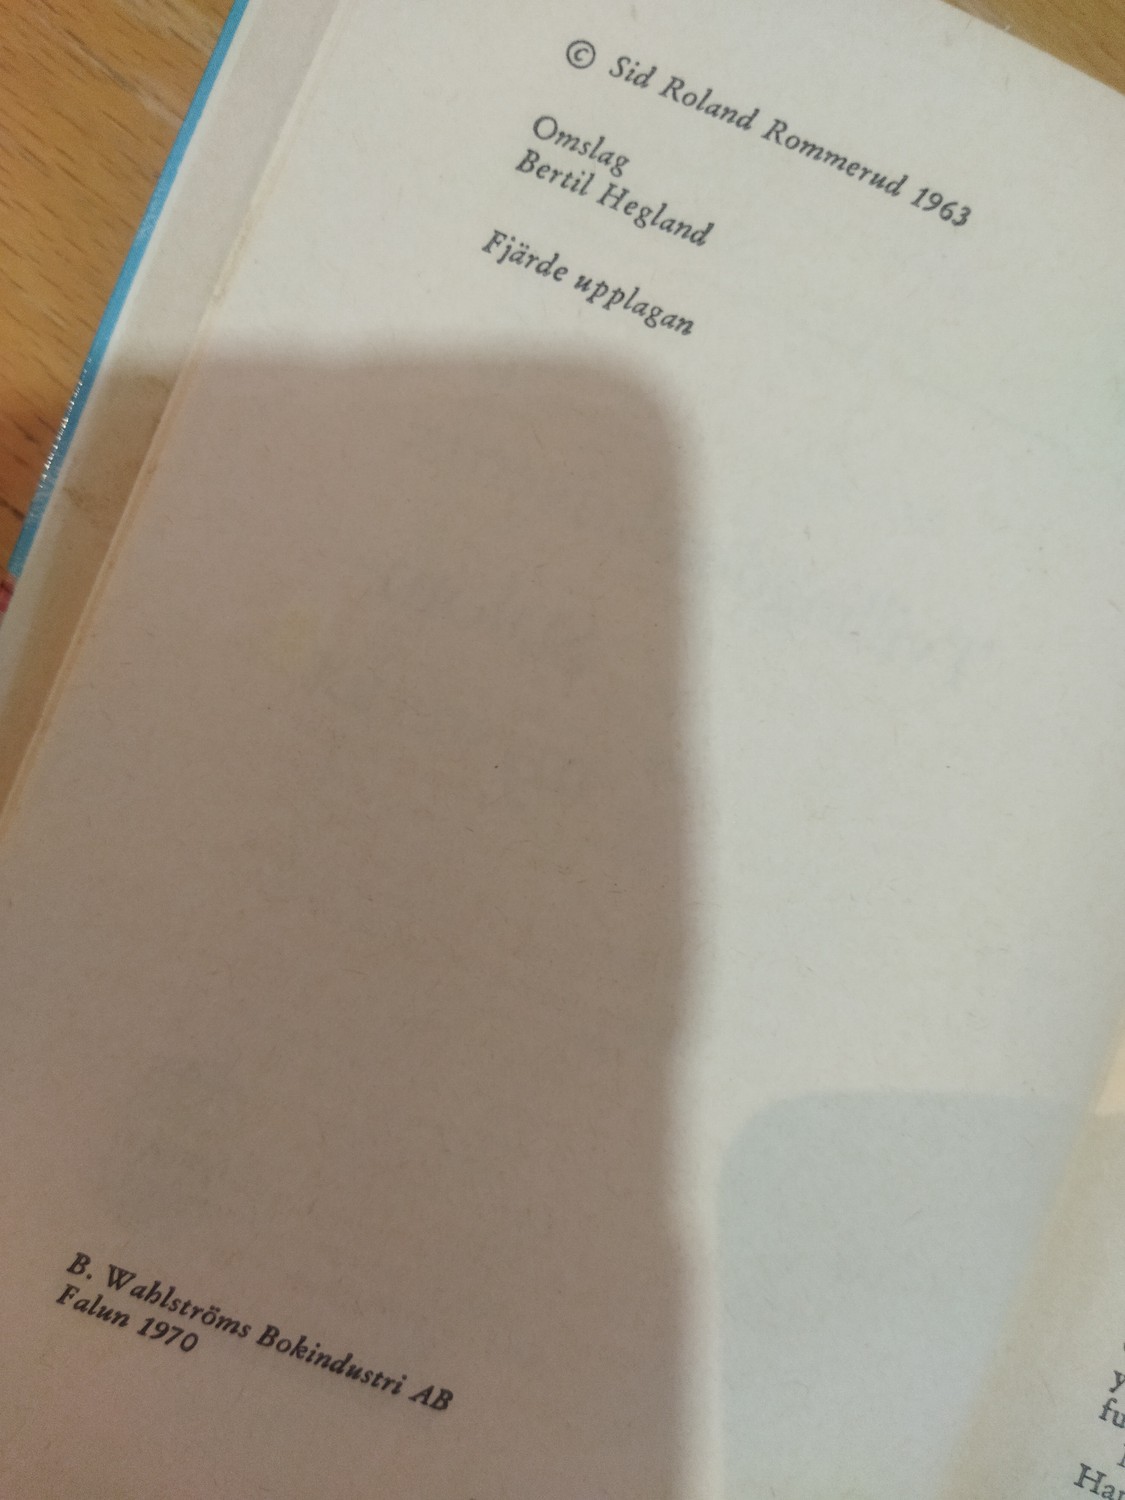 © Sid Roland Rommerud 1963
Omslag
Bertil Hegland
Fjärde upplagan
B. Wahlströms Bokindustri AB
Falun 1970